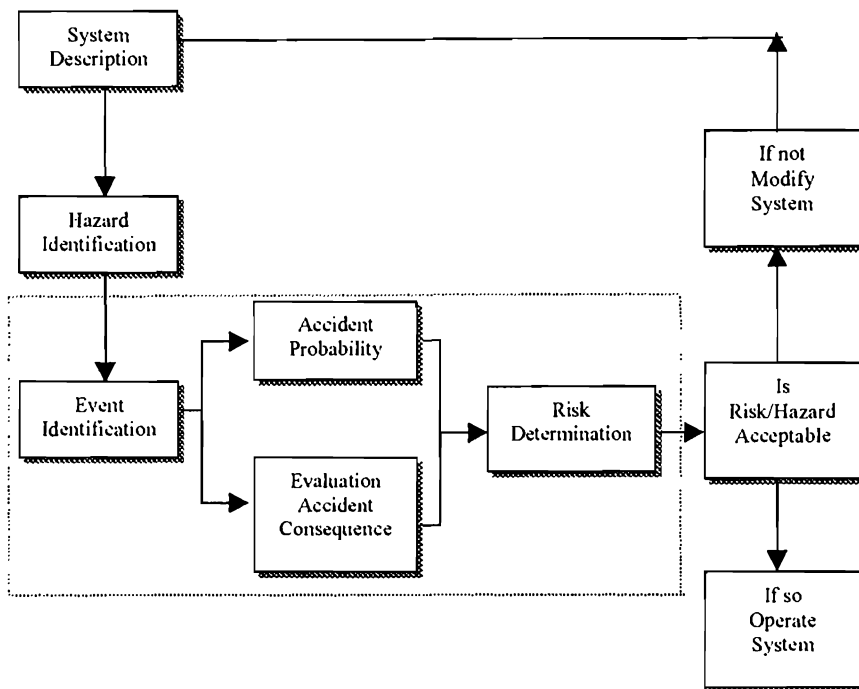 System
Description
If not
Modify
System
Hazard
Identification
Accident
Probability
Event
Identification
Risk
Determination
Is
Risk/Hazard
Acceptable
Evaluation
Accident
Consequence
If so
Operate
System